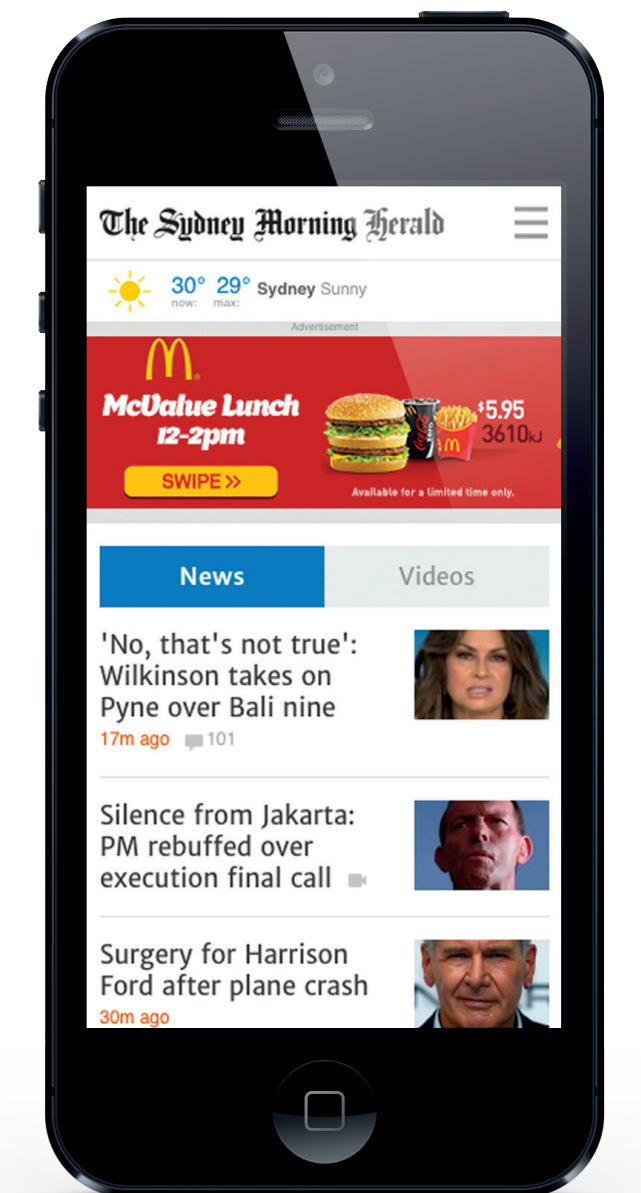 The Sydney Morning Herald
30° 29° Sydney Sunny
now: max:
Advertisement
M
McValue Lunch
12-2pm
$5.95
3610kJ
SWIPE >>
Available for a limited time only.
News
Videos
'No, that's not true':
Wilkinson takes on
Pyne over Bali nine
17m ago 101
Silence from Jakarta:
PM rebuffed over
execution final call
Surgery for Harrison
Ford after plane crash
30m ago